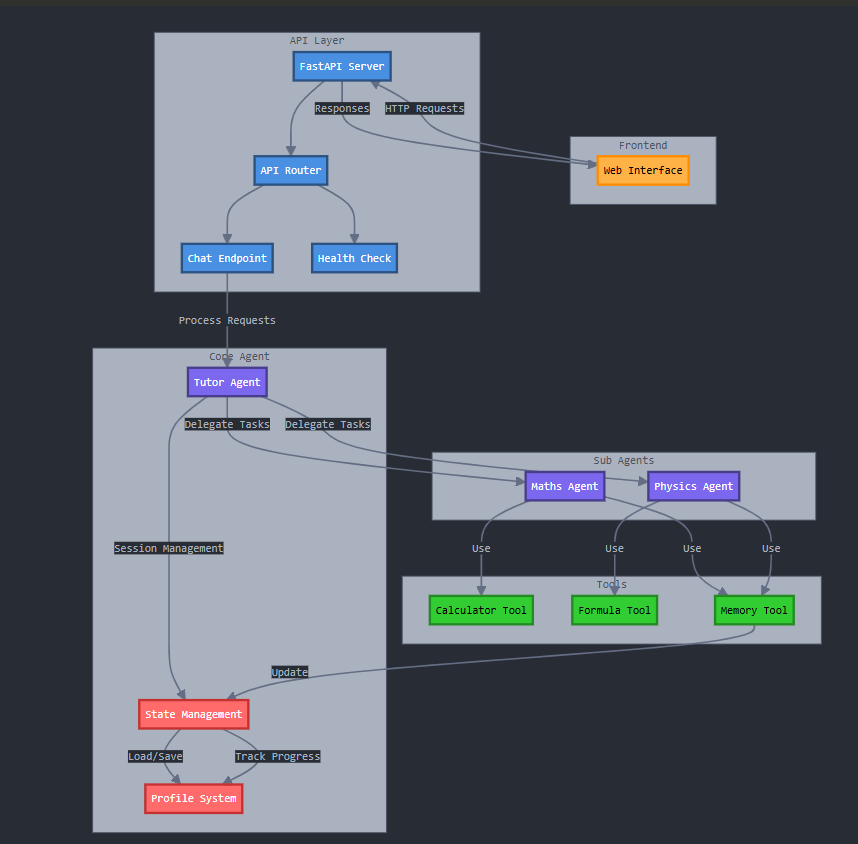 API Layer
FastAPI Server
Responses
HTTP Requests
Frontend
API Router
Web Interface
Chat Endpoint
Health Check
Process Requests
Core Agent
Tutor Agent
Delegate Tasks
Delegate Tasks
Sub Agents
Maths Agent
Physics Agent
Session Management
Use
Use
Use
Use
Tools
Calculator Tool
Formula Tool
Memory Tool
Update
State Management
Load/Save
Track Progress
Profile System